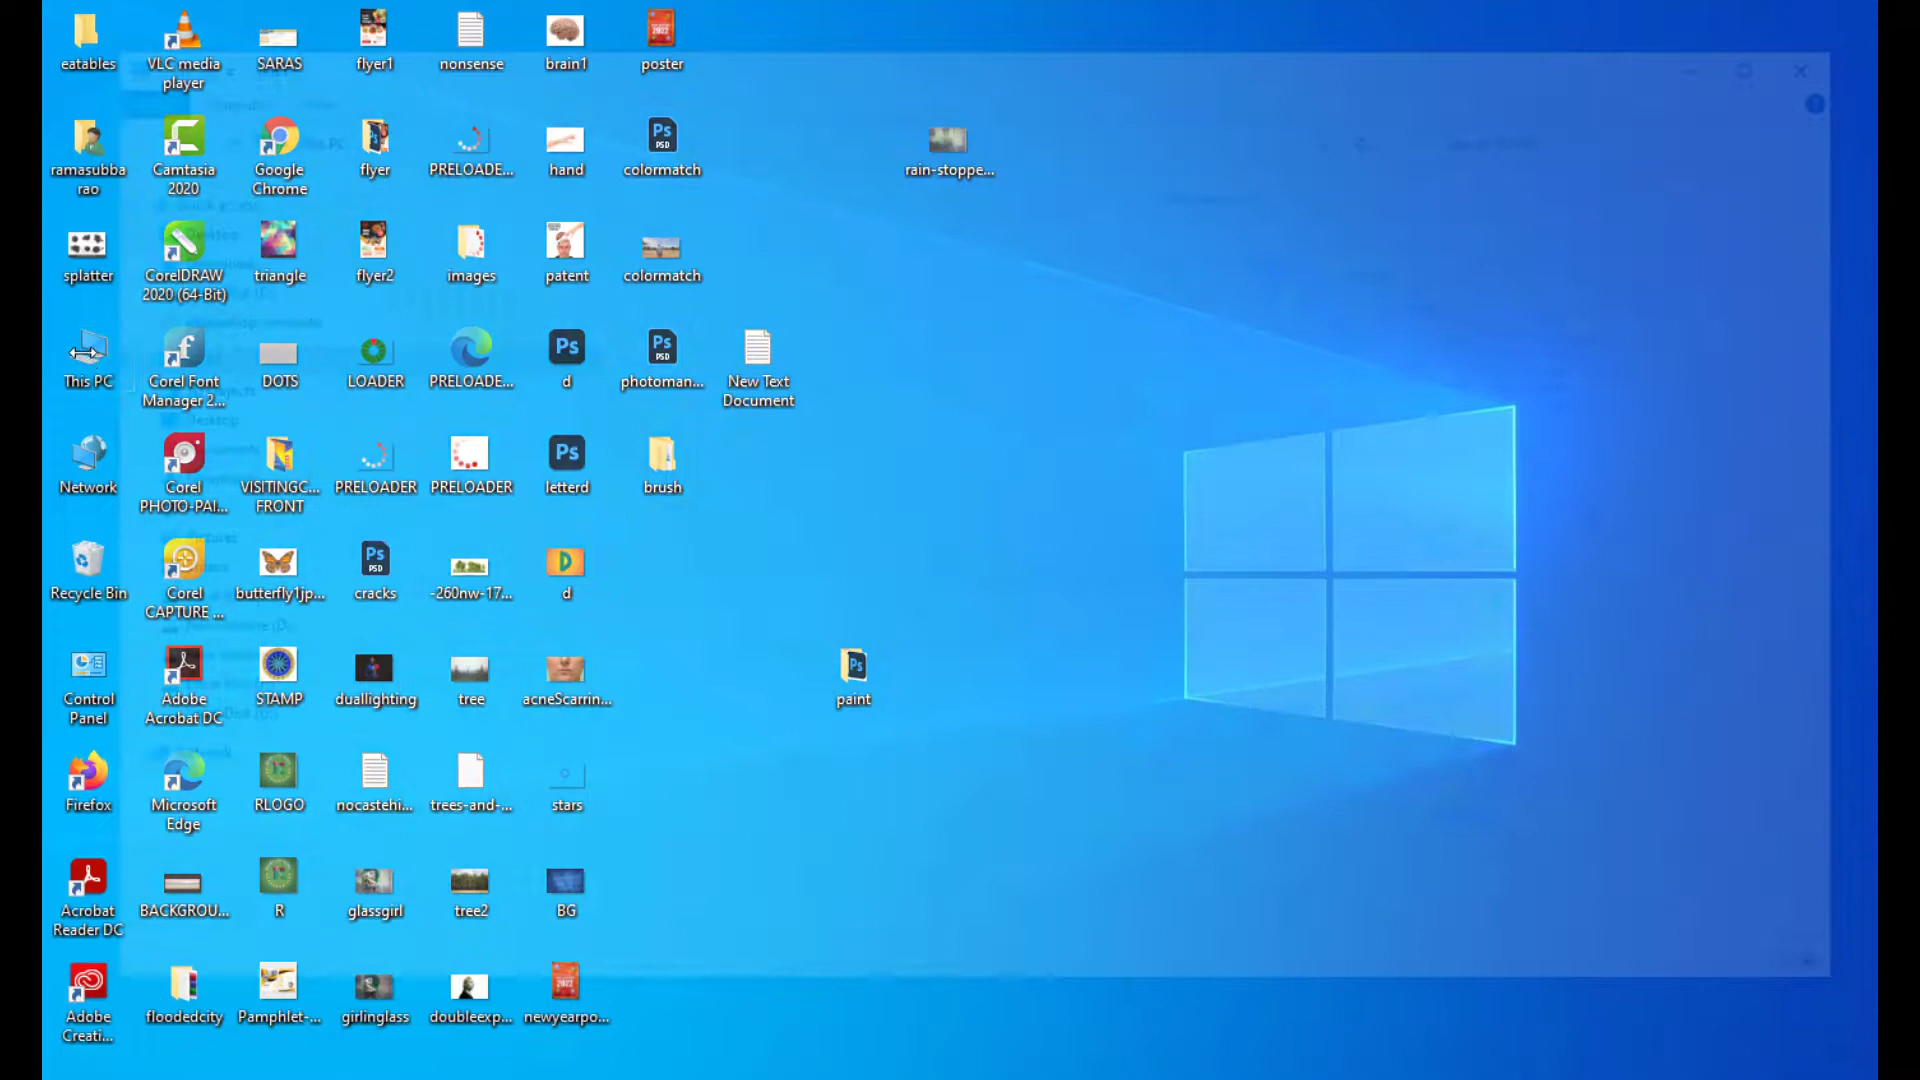 eatables
VLC media
player
SARAS
flyer1
nonsense
brain1
poster
ramasubba
rao
Camtasia
2020
Google
Chrome
flyer
PRELOADE...
hand
colormatch
rain-stoppe...
splatter
CorelDRAW
2020 (64-Bit)
triangle
flyer2
images
patent
colormatch
This PC
Corel Font
Manager 2...
DOTS
LOADER
PRELOADE...
d
photoman...
New Text
Document
Network
Corel
PHOTO-PAI...
VISITINGC...
FRONT
PRELOADER
PRELOADER
letterd
brush
Recycle Bin
Corel
CAPTURE ...
butterfly1jp...
cracks
-260nw-17...
d
Control
Panel
Adobe
Acrobat DC
STAMP
duallighting
tree
acneScarrin...
paint
Firefox
Microsoft
Edge
RLOGO
nocastehi...
trees-and-...
stars
Acrobat
Reader DC
BACKGROU...
R
glassgirl
tree2
BG
Adobe
Creati...
floodedcity
Pamphlet-...
girlinglass
doubleexp...
newyearpo...